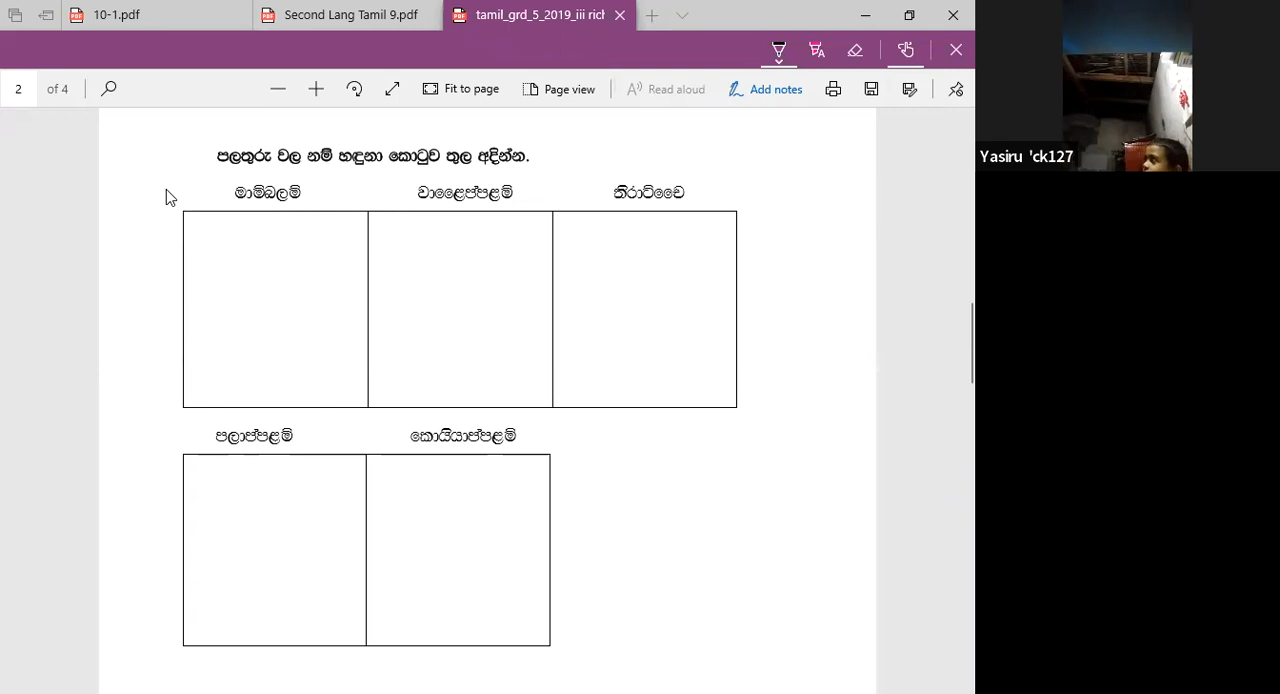 10-1.pdf
Second Lang Tamil 9.pdf
tamil_grd_5_2019_iii rich
2 of 4
Fit to page
Page view
Read aloud
Add notes
පලතුරු වල නම් හඳුනා කොටුව තුල අදින්න.
මාම්බලම් වාළෛප්පළම් තිරාට්චෛ
පලාප්පළම් කොයියාප්පළම්
Yasiru 'ck127